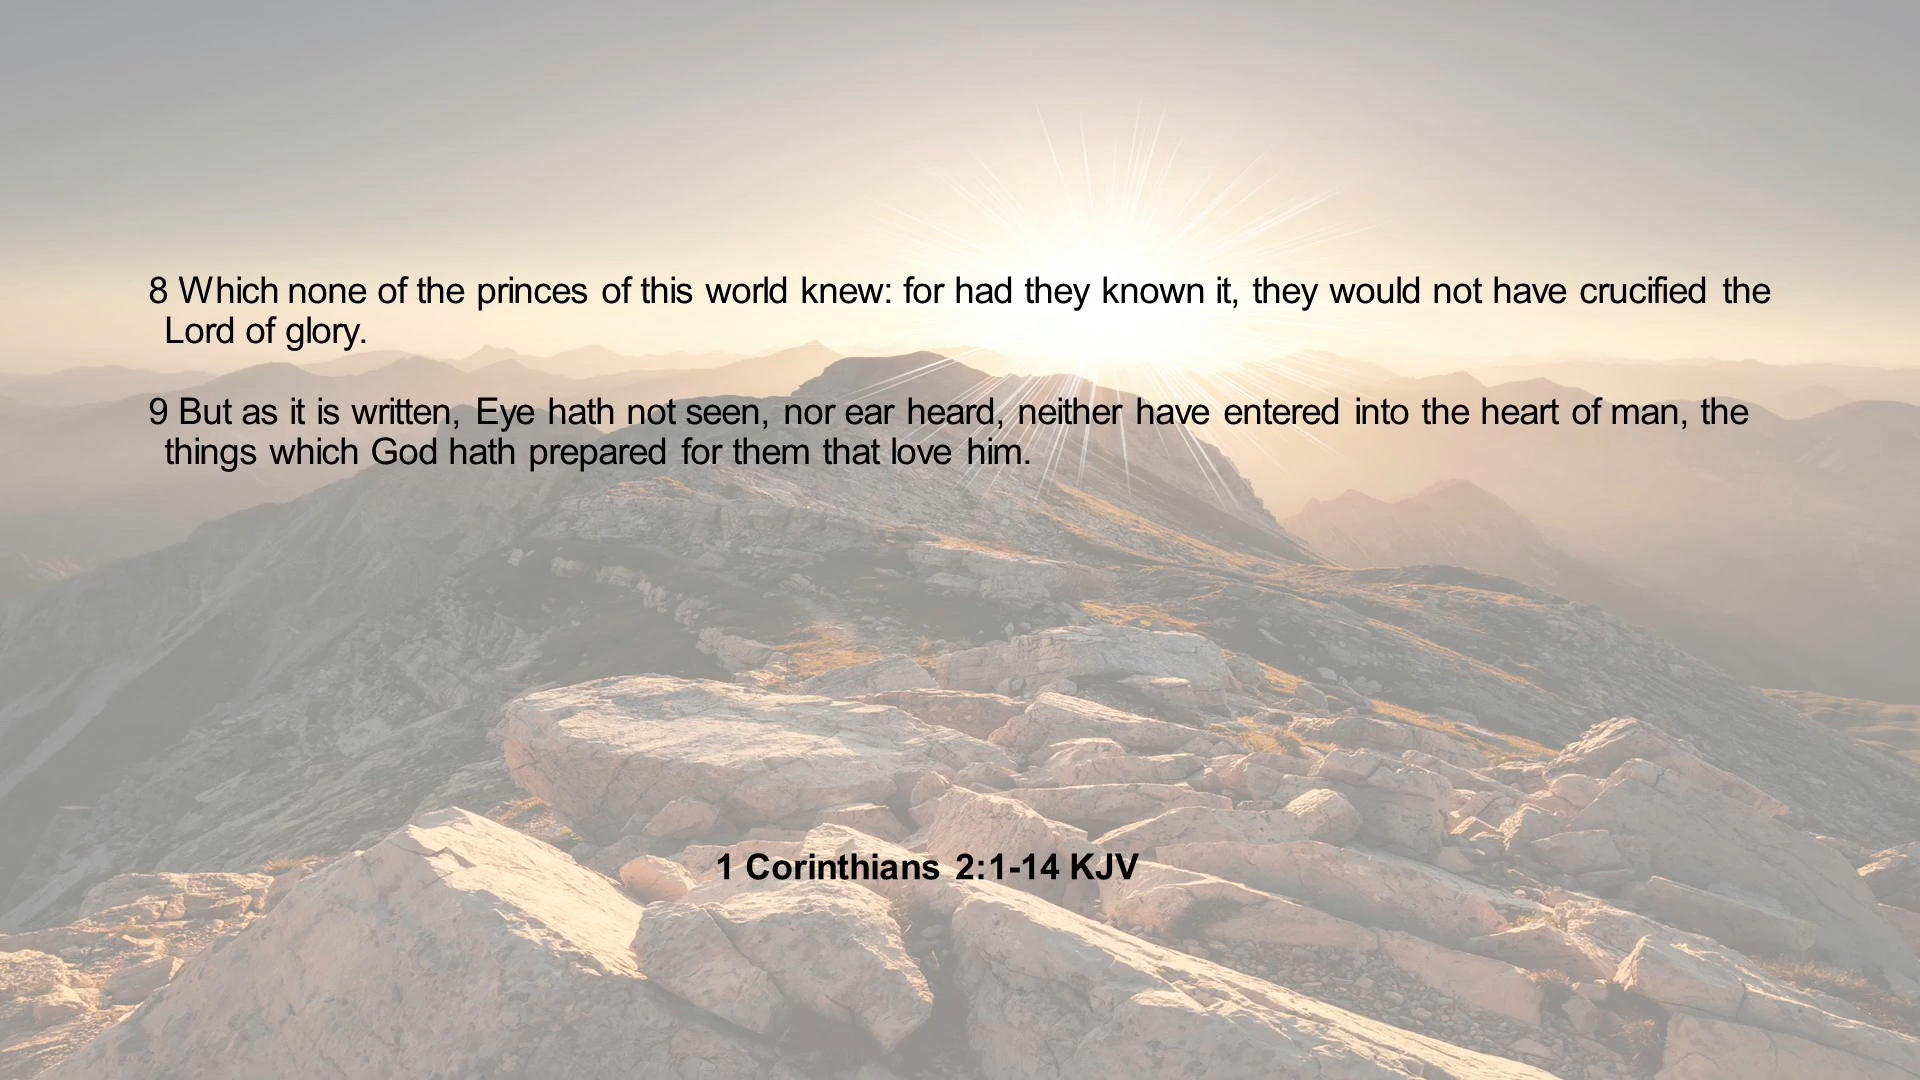 8 Which none of the princes of this world knew: for had they known it, they would not have crucified the
Lord of glory.
9 But as it is written, Eye hath not seen, nor ear heard, neither have entered into the heart of man, the
things which God hath prepared for them that love him.
1 Corinthians 2:1-14 KJV